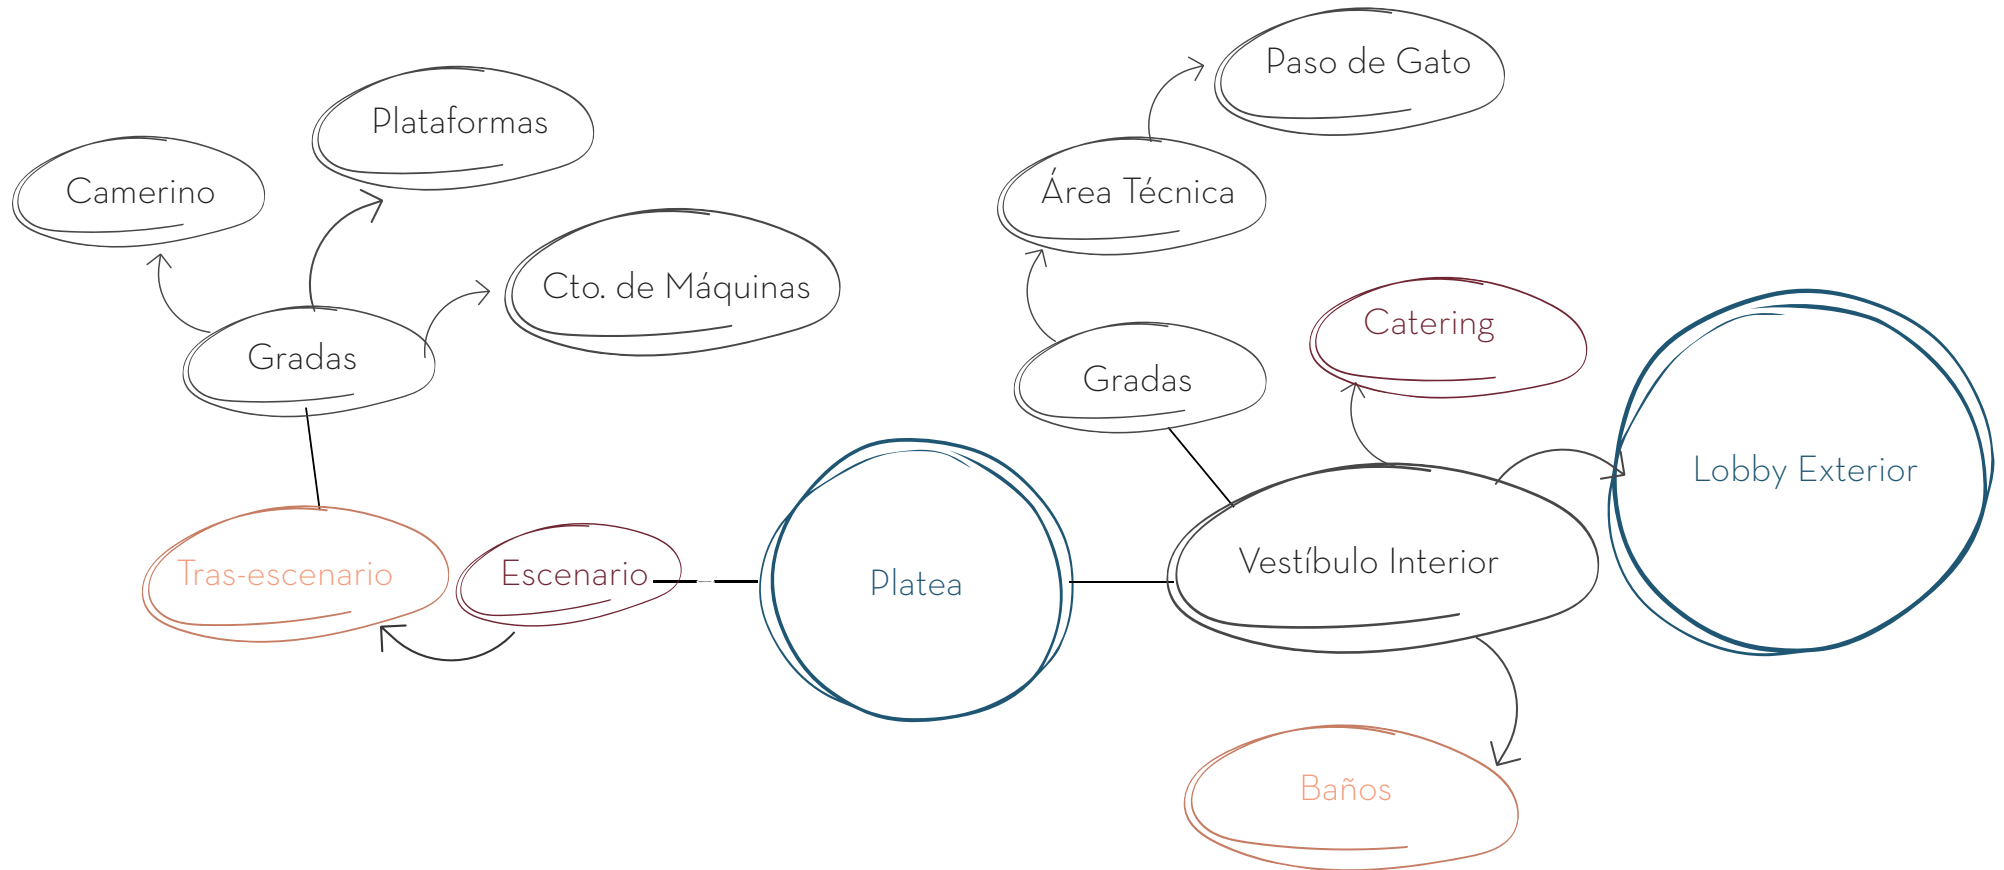 Paso de Gato
Plataformas
Camerino
Área Técnica
Cto. de Máquinas
Catering
Gradas
Gradas
Lobby Exterior
Vestíbulo Interior
Tras-escenario
Escenario
Platea
Baños